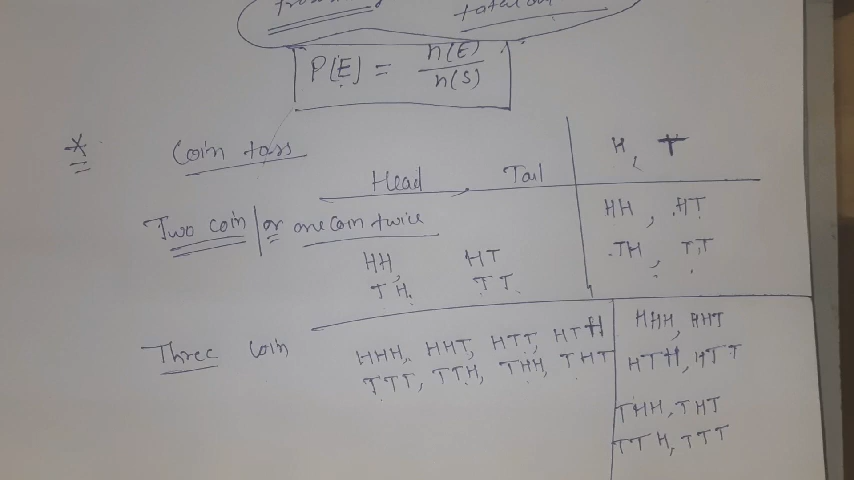 P(E) = n(E)/n(S)
* Coin tass
H, T
Head Tail
Two coin | or one coin twice
HH, HT
TH, TT
HH, HT
TH, TT
Three coin
HHH, HHT, HTT, HTH
TTT, TTH, THH, THT
HHH, HHT
HTH, HTT
THH, THT
TTH, TTT